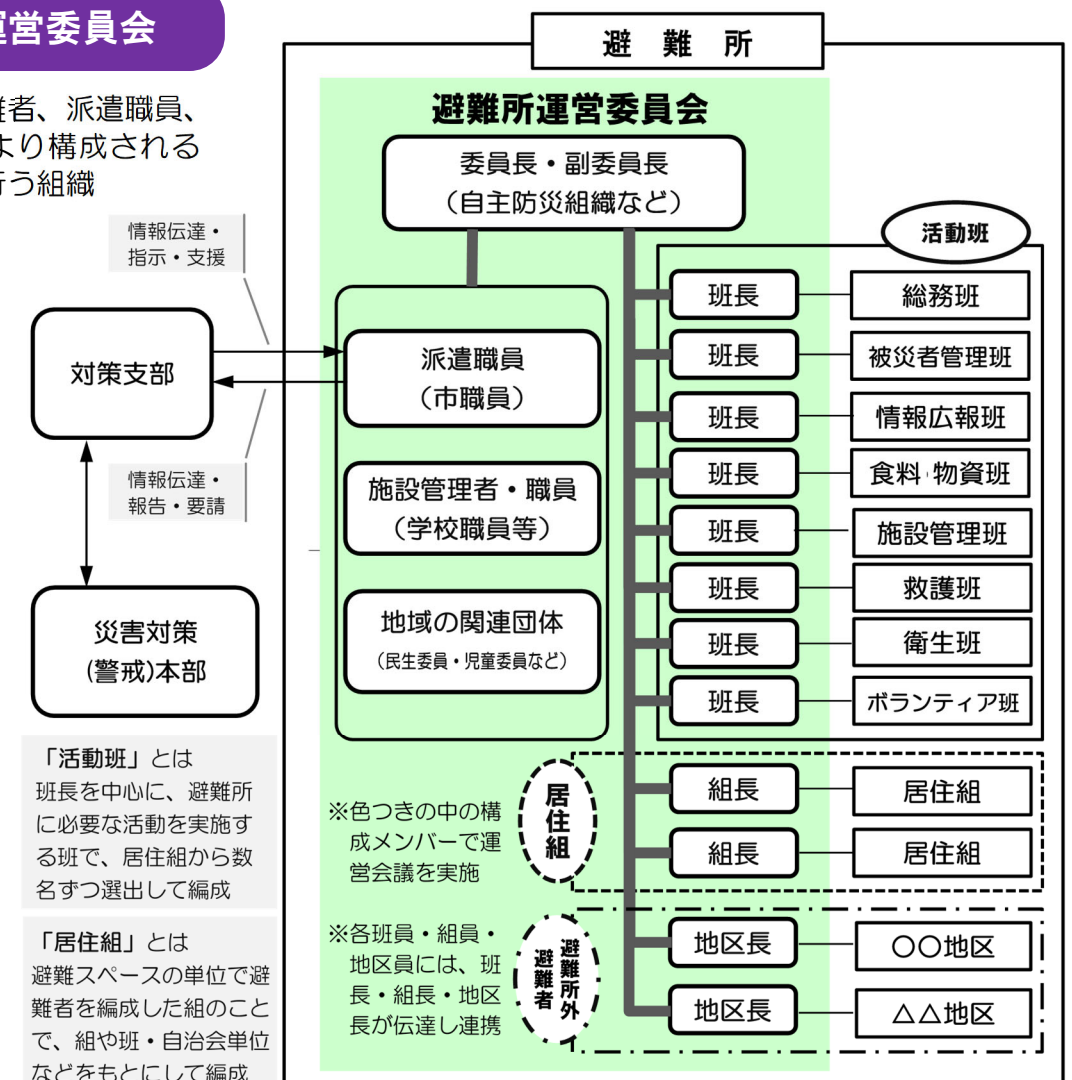 運営委員会
難者、派遣職員、
より構成される
行う組織
避難所
避難所運営委員会
委員長・副委員長
（自主防災組織など）
情報伝達・
指示・支援
対策支部
情報伝達・
報告・要請
災害対策
(警戒)本部
派遣職員
（市職員）
施設管理者・職員
（学校職員等）
地域の関連団体
（民生委員・児童委員など）
活動班
班長 総務班
班長 被災者管理班
班長 情報広報班
班長 食料・物資班
班長 施設管理班
班長 救護班
班長 衛生班
班長 ボランティア班
居住組
組長 居住組
組長 居住組
避難所外
避難者
地区長 〇〇地区
地区長 △△地区
※色つきの中の構
成メンバーで運
営会議を実施
※各班員・組員・
地区員には、班
長・組長・地区
長が伝達し連携
「活動班」とは
班長を中心に、避難所
に必要な活動を実施す
る班で、居住組から数
名ずつ選出して編成
「居住組」とは
避難スペースの単位で避
難者を編成した組のこと
で、組や班・自治会単位
などをもとにして編成